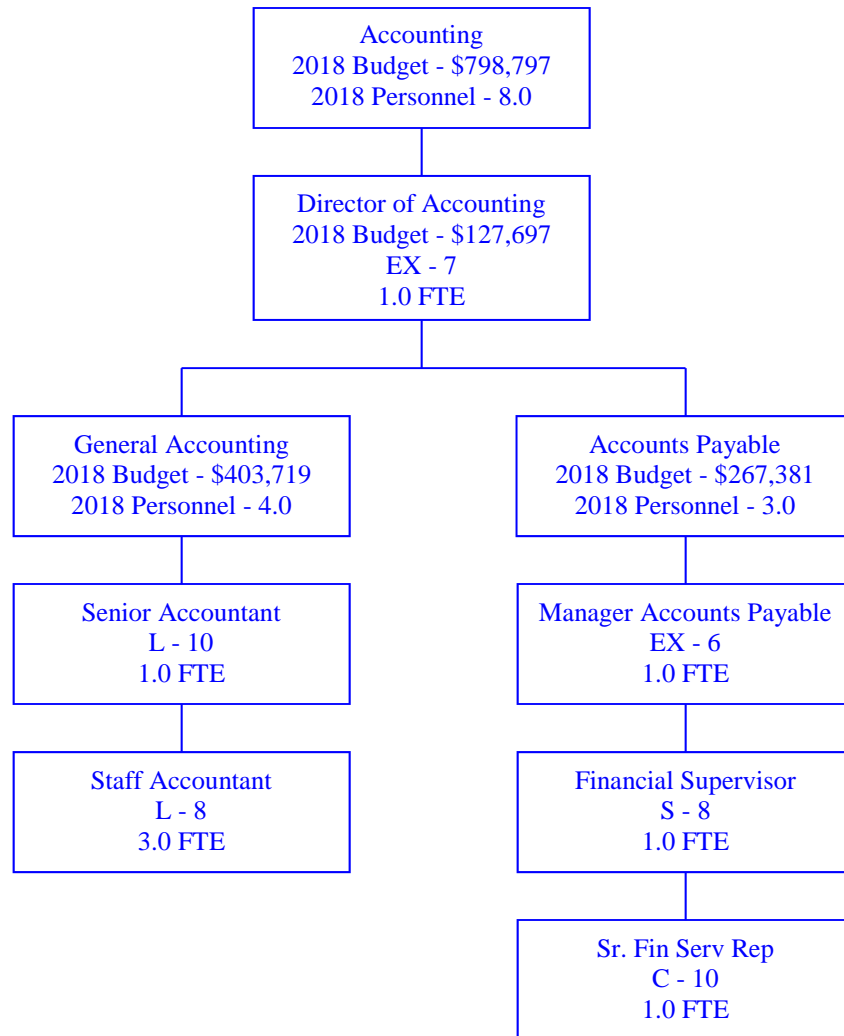 Accounting
2018 Budget - $798,797
2018 Personnel - 8.0
Director of Accounting
2018 Budget - $127,697
EX - 7
1.0 FTE
General Accounting
2018 Budget - $403,719
2018 Personnel - 4.0
Accounts Payable
2018 Budget - $267,381
2018 Personnel - 3.0
Senior Accountant
L - 10
1.0 FTE
Manager Accounts Payable
EX - 6
1.0 FTE
Staff Accountant
L - 8
3.0 FTE
Financial Supervisor
S - 8
1.0 FTE
Sr. Fin Serv Rep
C - 10
1.0 FTE